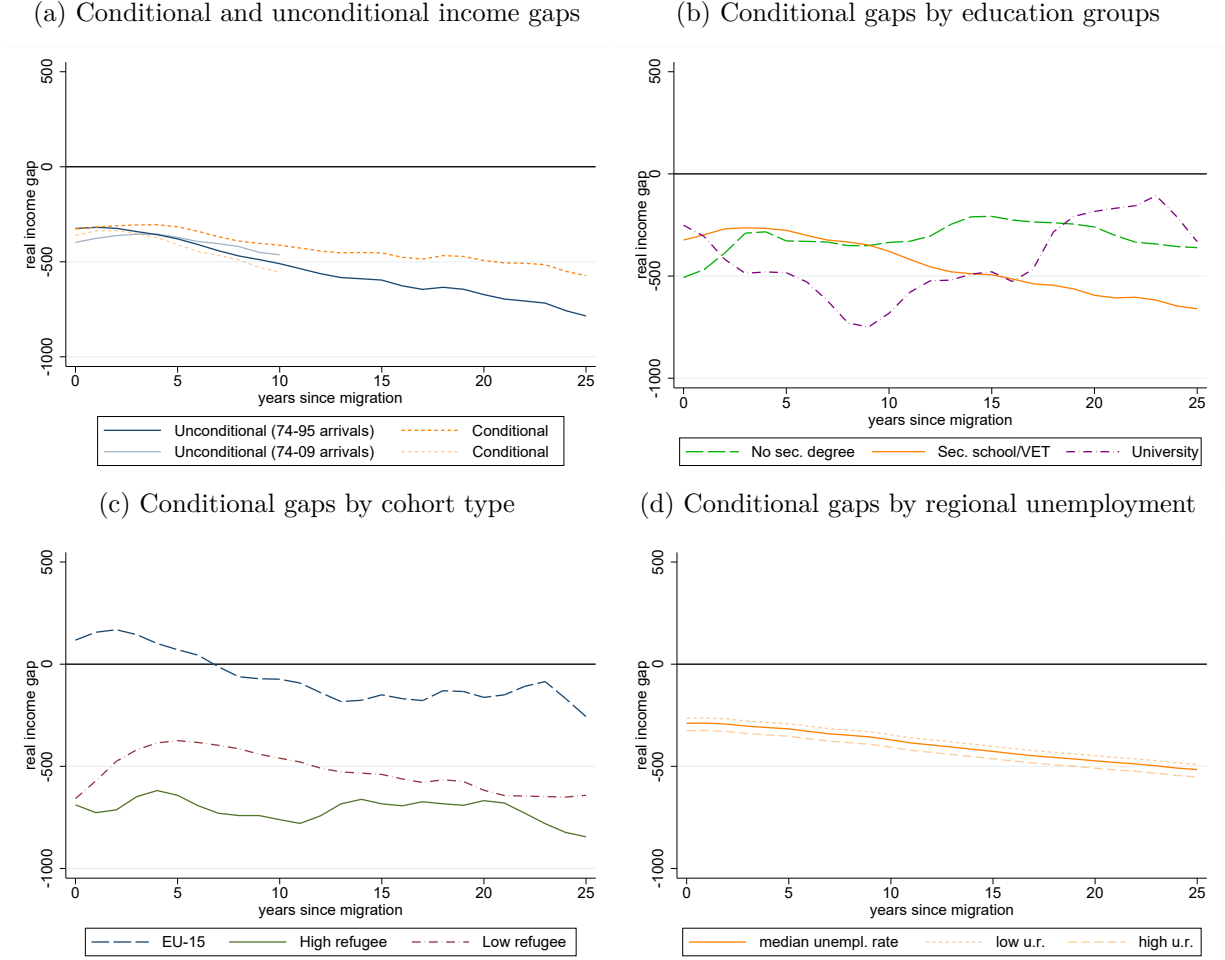 (a) Conditional and unconditional income gaps
500
0
-500
-1000
real income gap
0 5 10 15 20 25
years since migration
Unconditional (74-95 arrivals) Conditional
Unconditional (74-09 arrivals) Conditional
(b) Conditional gaps by education groups
500
0
-500
-1000
real income gap
0 5 10 15 20 25
years since migration
No sec. degree Sec. school/VET University
(c) Conditional gaps by cohort type
500
0
-500
-1000
real income gap
0 5 10 15 20 25
years since migration
EU-15 High refugee Low refugee
(d) Conditional gaps by regional unemployment
500
0
-500
-1000
real income gap
0 5 10 15 20 25
years since migration
median unempl. rate low u.r. high u.r.